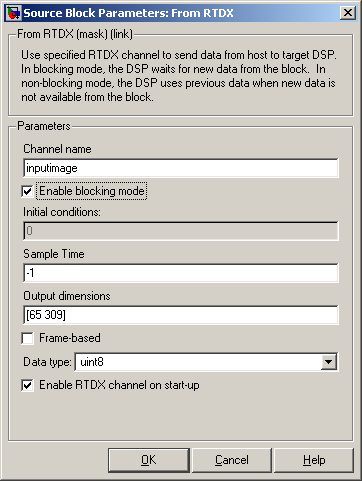 Source Block Parameters: From RTDX
From RTDX (mask) (link)
Use specified RTDX channel to send data from host to target DSP.
In blocking mode, the DSP waits for new data from the block.  In
non-blocking mode, the DSP uses previous data when new data is
not available from the block.
Parameters
Channel name
inputimage
Enable blocking mode
Initial conditions:
0
Sample Time
-1
Output dimensions
[65 309]
Frame-based
Data type: uint8
Enable RTDX channel on start-up
OK Cancel Help